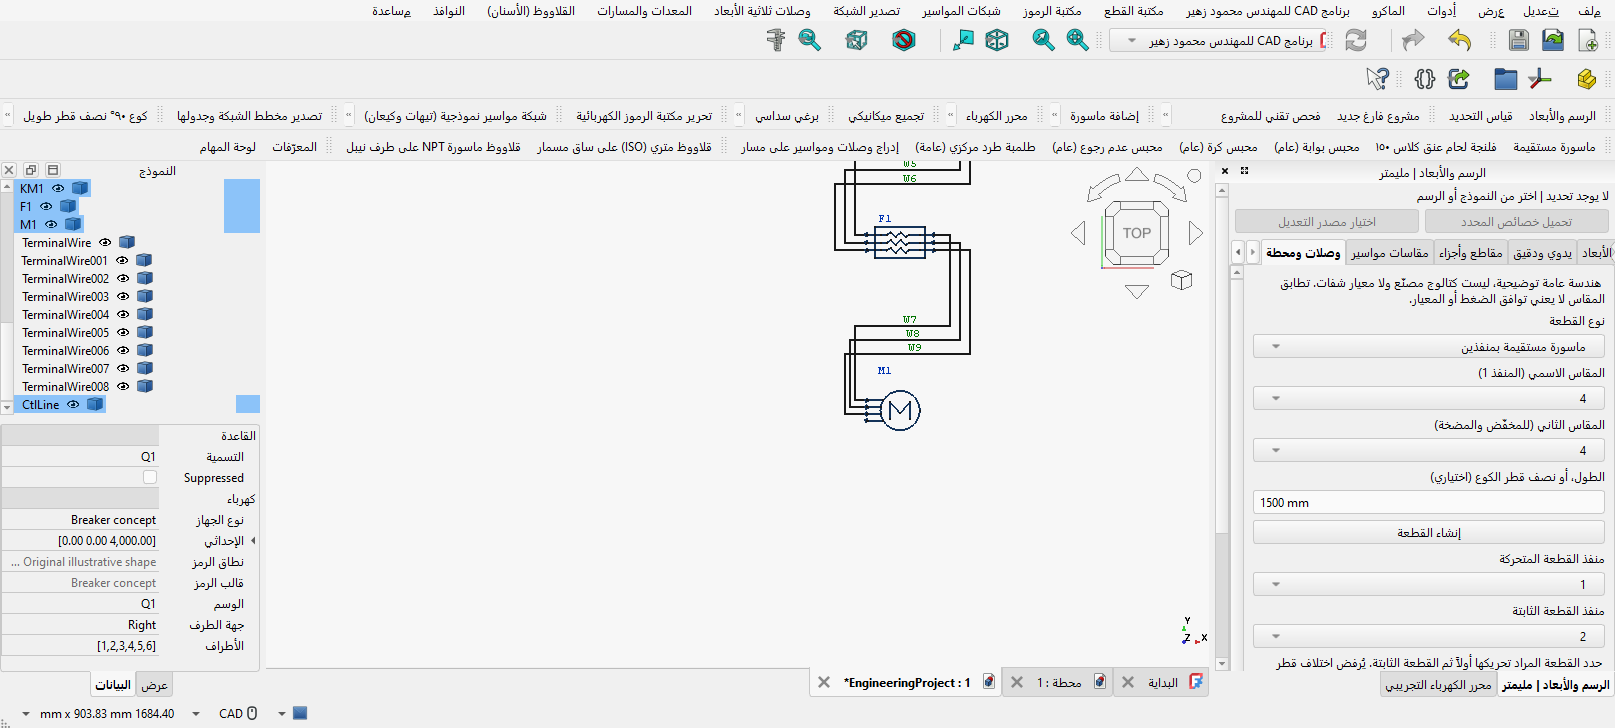 ملف
عرض
تعديل
أدوات
الماكرو
برنامج CAD للمهندس محمود زهير
مكتبة القطع
مكتبة الرموز
شبكات المواسير
تصدير الشبكة
وصلات ثلاثية الأبعاد
المعدات والمسارات
القلاووظ (الأسنان)
النوافذ
مساعدة
برنامج CAD للمهندس محمود زهير
الرسم والأبعاد
قياس التحديد
مشروع فارغ جديد
فحص تقني للمشروع
إضافة ماسورة
محرر الكهرباء
تجميع ميكانيكي
برغي سداسي
تحرير مكتبة الرموز الكهربائية
شبكة مواسير نموذجية (تيهات وكيعان)
تصدير مخطط الشبكة وجدولها
كوع ٩٠° نصف قطر طويل
ماسورة مستقيمة
فلنجة لحام عنق كلاس ١٥٠
محبس بوابة (عام)
محبس كرة (عام)
محبس عدم رجوع (عام)
طلمبة طرد مركزي (عامة)
إدراج وصلات ومواسير على مسار
قلاووظ متري (ISO) على ساق مسمار
قلاووظ ماسورة NPT على طرف نيبل
المعرّفات
لوحة المهام
النموذج
KM1
F1
M1
TerminalWire
TerminalWire001
TerminalWire002
TerminalWire003
TerminalWire004
TerminalWire005
TerminalWire006
TerminalWire007
TerminalWire008
CtlLine
القاعدة
التسمية Q1
Suppressed
كهرباء
نوع الجهاز Breaker concept
الإحداثي [0.00 0.00 4,000.00]
نطاق الرمز Original illustrative shape ...
قالب الرمز Breaker concept
الوسم Q1
جهة الطرف Right
الأطراف [1,2,3,4,5,6]
عرض
البيانات
W5
W6
F1
W7
W8
W9
M1
M
TOP
Y
Z
X
الرسم والأبعاد | مليمتر
لا يوجد تحديد | اختر من النموذج أو الرسم
تحميل خصائص المحدد
اختيار مصدر التعديل
الأبعاد
يدوي ودقيق
مقاطع وأجزاء
مقاسات مواسير
وصلات ومحطة
هندسة عامة توضيحية، ليست كتالوج مصنّع ولا معيار شفات. تطابق
المقاس لا يعني توافق الضغط أو المعيار.
نوع القطعة
ماسورة مستقيمة بمنفذين
المقاس الاسمي (المنفذ 1)
4
المقاس الثاني (للمخفّض والمضخة)
4
الطول، أو نصف قطر الكوع (اختياري)
1500 mm
إنشاء القطعة
منفذ القطعة المتحركة
1
منفذ القطعة الثابتة
2
حدد القطعة المراد تحريكها أولاً ثم القطعة الثابتة. يُرفض اختلاف قطر
الرسم والأبعاد | مليمتر
محرر الكهرباء التجريبي
البداية
محطة : 1
EngineeringProject : 1*
mm x 903.83 mm 1684.40
CAD